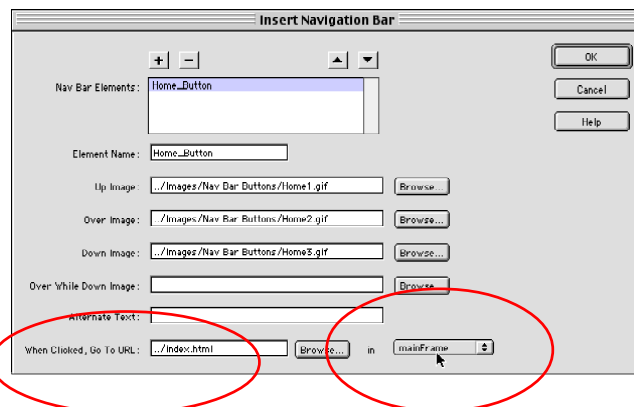 Insert Navigation Bar
+ − ▲ ▼
OK
Nav Bar Elements: Home_Button
Cancel
Help
Element Name: Home_Button
Up Image: ../Images/Nav Bar Buttons/Home1.gif Browse...
Over Image: ../Images/Nav Bar Buttons/Home2.gif Browse...
Down Image: ../Images/Nav Bar Buttons/Home3.gif Browse...
Over While Down Image: Browse...
Alternate Text:
When Clicked, Go To URL: ../index.html Browse... in mainFrame